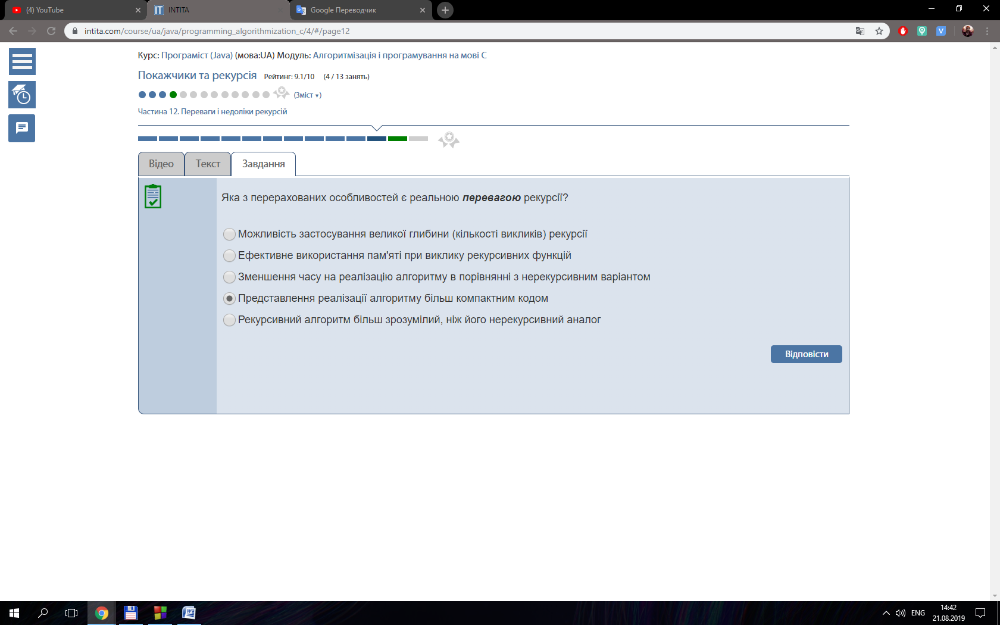 (4) YouTube
INTITA
Google Переводчик
intita.com/course/ua/java/programming_algorithmization_c/4/#/page12
Курс: Програміст (Java) (мова:UA) Модуль: Алгоритмізація і програмування на мові C
Покажчики та рекурсія Рейтинг: 9.1/10 (4 / 13 занять)
(Зміст ▾)
Частина 12. Переваги і недоліки рекурсій
Відео Текст Завдання
Яка з перерахованих особливостей є реальною перевагою рекурсії?
Можливість застосування великої глибини (кількості викликів) рекурсії
Ефективне використання пам'яті при виклику рекурсивних функцій
Зменшення часу на реалізацію алгоритму в порівнянні з нерекурсивним варіантом
Представлення реалізації алгоритму більш компактним кодом
Рекурсивний алгоритм більш зрозумілий, ніж його нерекурсивний аналог
Відповісти
ENG
14:42
21.08.2019